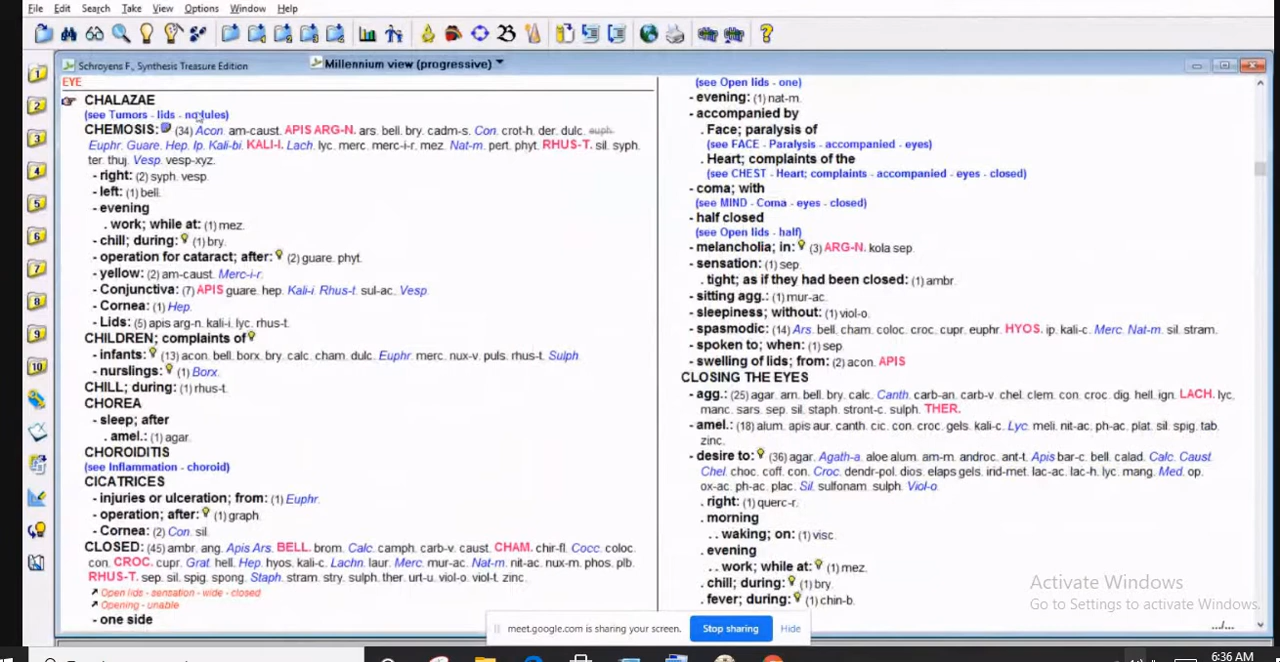 File Edit Search Take View Options Window Help
Schroyens F., Synthesis Treasure Edition
Millennium view (progressive)
EYE
CHALAZAE
(see Tumors - lids - nodules)
CHEMOSIS: (34) Acon. am-caust. APIS ARG-N. ars. bell. bry. cadm-s. Con. crot-h. der. dulc. euph.
Euphr. Guare. Hep. Ip. Kali-bi. KALI-I. Lach. lyc. merc. merc-i-r. mez. Nat-m. pert. phyt. RHUS-T. sil. syph.
ter. thuj. Vesp. vesp-xyz.
- right: (2) syph. vesp.
- left: (1) bell.
- evening
. work; while at: (1) mez.
- chill; during: (1) bry.
- operation for cataract; after: (2) guare. phyt.
- yellow: (2) am-caust. Merc-i-r.
- Conjunctiva: (7) APIS guare. hep. Kali-i. Rhus-t. sul-ac. Vesp.
- Cornea: (1) Hep.
- Lids: (5) apis arg-n. kali-i. lyc. rhus-t.
CHILDREN; complaints of
- infants: (13) acon. bell. borx. bry. calc. cham. dulc. Euphr. merc. nux-v. puls. rhus-t. Sulph
- nurslings: (1) Borx.
CHILL; during: (1) rhus-t.
CHOREA
- sleep; after
. amel.: (1) agar.
CHOROIDITIS
(see Inflammation - choroid)
CICATRICES
- injuries or ulceration; from: (1) Euphr.
- operation; after: (1) graph.
- Cornea: (2) Con. sil.
CLOSED: (45) ambr. ang. Apis Ars. BELL. brom. Calc. camph. carb-v. caust. CHAM. chir-fl. Cocc. coloc.
con. CROC. cupr. Graf. hell. Hep. hyos. kali-c. Lachn. laur. Merc. mur-ac. Nat-m. nit-ac. nux-m. phos. plb.
RHUS-T. sep. sil. spig. spong. Staph. stram. stry. sulph. ther. urt-u. viol-o. viol-t. zinc.
Open lids - sensation - wide - closed
Opening - unable
- one side
(see Open lids - one)
- evening: (1) nat-m.
- accompanied by
. Face; paralysis of
(see FACE - Paralysis - accompanied - eyes)
. Heart; complaints of the
(see CHEST - Heart; complaints - accompanied - eyes - closed)
- coma; with
(see MIND - Coma - eyes - closed)
- half closed
(see Open lids - half)
- melancholia; in: (3) ARG-N. kola sep.
- sensation: (1) sep.
. tight; as if they had been closed: (1) ambr.
- sitting agg.: (1) mur-ac.
- sleepiness; without: (1) viol-o.
- spasmodic: (14) Ars. bell. cham. coloc. croc. cupr. euphr. HYOS. ip. kali-c. Merc. Nat-m. sil. stram.
- spoken to; when: (1) sep.
- swelling of lids; from: (2) acon. APIS
CLOSING THE EYES
- agg.: (25) agar. arn. bell. bry. calc. Canth. carb-an. carb-v. chel. clem. con. croc. dig. hell. ign. LACH. lyc.
manc. sars. sep. sil. staph. stront-c. sulph. THER.
- amel.: (18) alum. apis aur. canth. cic. con. croc. gels. kali-c. Lyc. meli. nit-ac. ph-ac. plat. sil. spig. tab.
zinc.
- desire to: (36) agar. Agath-a. aloe alum. am-m. androc. ant-t. Apis bar-c. bell. calad. Calc. Caust.
Chel. choc. coff. con. Croc. dendr-pol. dios. elaps gels. irid-met. lac-ac. lac-h. lyc. mang. Med. op.
ox-ac. ph-ac. plac. Sil. sulfonam. sulph. Viol-o.
. right: (1) querc-r.
. morning
. . waking; on: (1) visc.
. evening
. . work; while at: (1) mez.
. chill; during: (1) bry.
. fever; during: (1) chin-b.
.../...
1
2
3
4
5
6
7
8
9
10
Activate Windows
Go to Settings to activate Windows.
meet.google.com is sharing your screen. Stop sharing Hide
6:36 AM